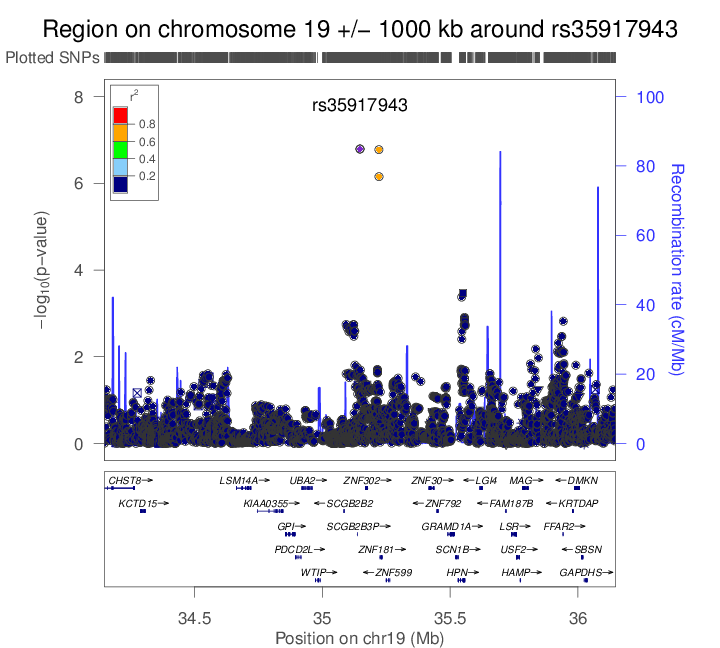 Region on chromosome 19 +/− 1000 kb around rs35917943
Plotted SNPs
rs35917943
r2
0.8
0.6
0.4
0.2
8
6
4
2
0
−log10(p−value)
100
80
60
40
20
0
Recombination rate (cM/Mb)
CHST8→ LSM14A→ UBA2→ ZNF302→ ZNF30→ ←LGI4 MAG→ ←DMKN
KCTD15→ KIAA0355→ ←SCGB2B2 ←ZNF792 ←FAM187B ←KRTDAP
GPI→ SCGB2B3P→ GRAMD1A→ LSR→ FFAR2→
PDCD2L→ ZNF181→ SCN1B→ USF2→ ←SBSN
WTIP→ ←ZNF599 HPN→ HAMP→ GAPDHS→
34.5 35 35.5 36
Position on chr19 (Mb)